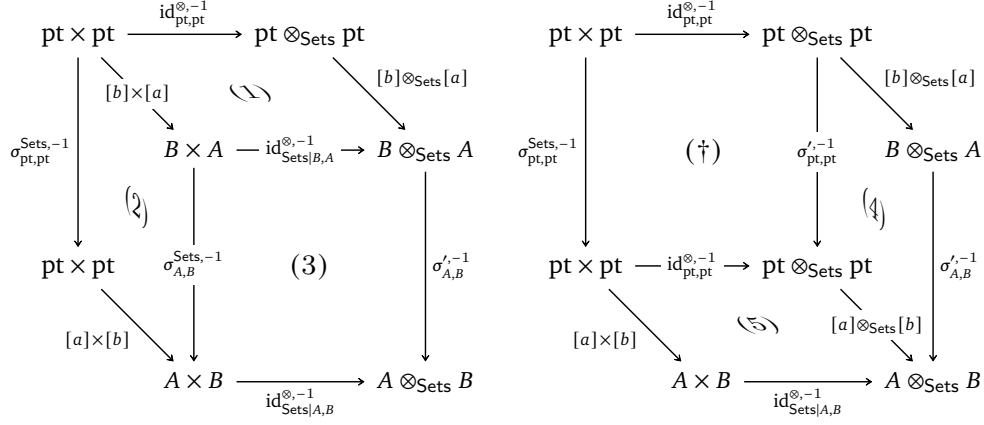 id^{⊗,-1}_{pt,pt}
pt × pt
pt ⊗_{Sets} pt
[b]×[a]
(1)
[b]⊗_{Sets}[a]
σ^{Sets,-1}_{pt,pt}
B × A
id^{⊗,-1}_{Sets|B,A}
B ⊗_{Sets} A
(2)
pt × pt
σ^{Sets,-1}_{A,B}
(3)
σ^{′,-1}_{A,B}
[a]×[b]
A × B
id^{⊗,-1}_{Sets|A,B}
A ⊗_{Sets} B
id^{⊗,-1}_{pt,pt}
pt × pt
pt ⊗_{Sets} pt
[b]⊗_{Sets}[a]
σ^{Sets,-1}_{pt,pt}
(†)
σ^{′,-1}_{pt,pt}
B ⊗_{Sets} A
(4)
pt × pt
id^{⊗,-1}_{pt,pt}
pt ⊗_{Sets} pt
σ^{′,-1}_{A,B}
[a]×[b]
(5)
[a]⊗_{Sets}[b]
A × B
id^{⊗,-1}_{Sets|A,B}
A ⊗_{Sets} B